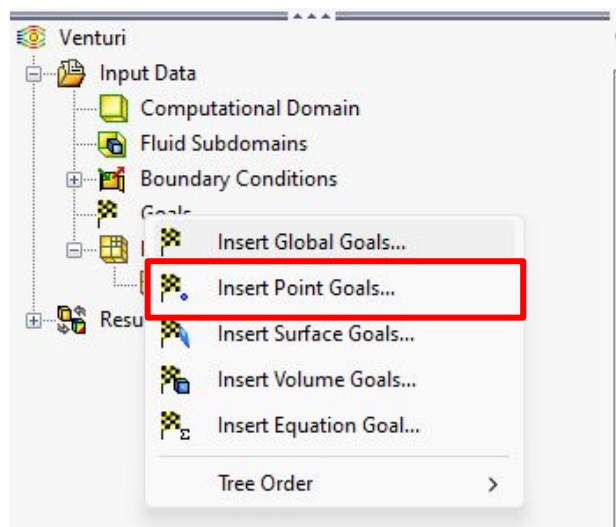 Venturi
Input Data
Computational Domain
Fluid Subdomains
Boundary Conditions
Goals
Insert Global Goals...
Insert Point Goals...
Resu
Insert Surface Goals...
Insert Volume Goals...
Insert Equation Goal...
Tree Order